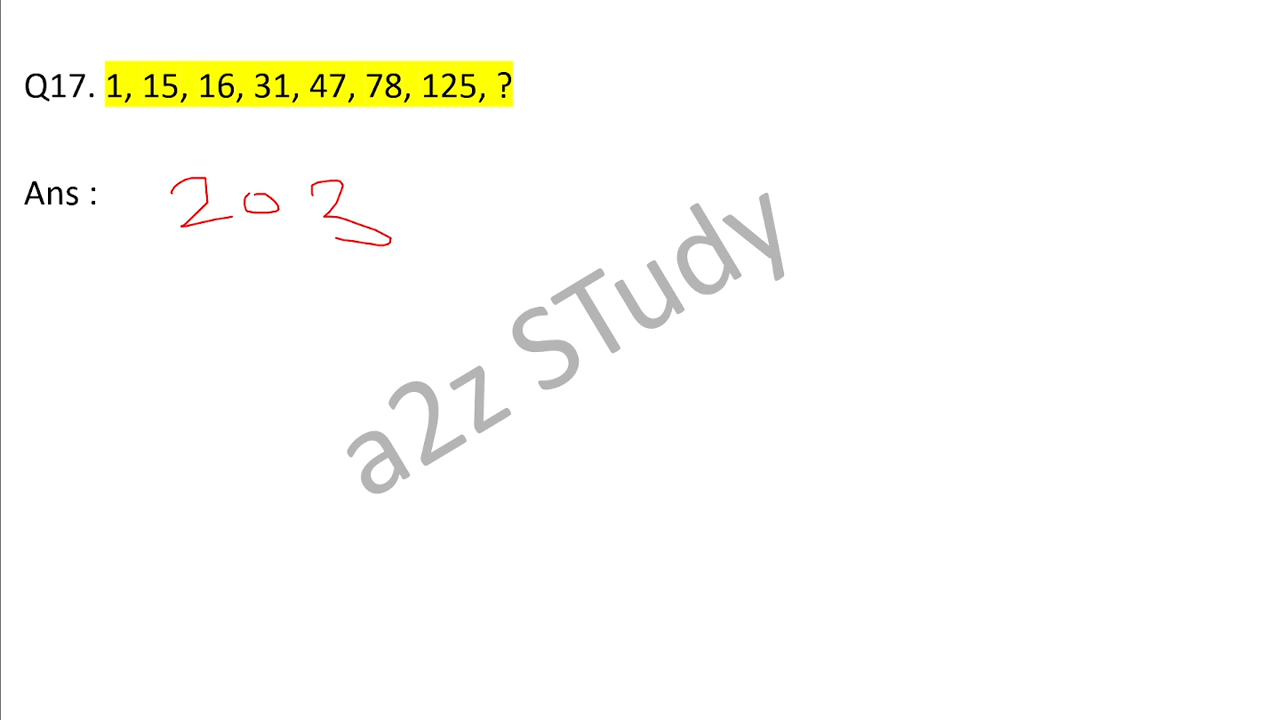 Q17. 1, 15, 16, 31, 47, 78, 125, ?
Ans : 203
a2z STudy